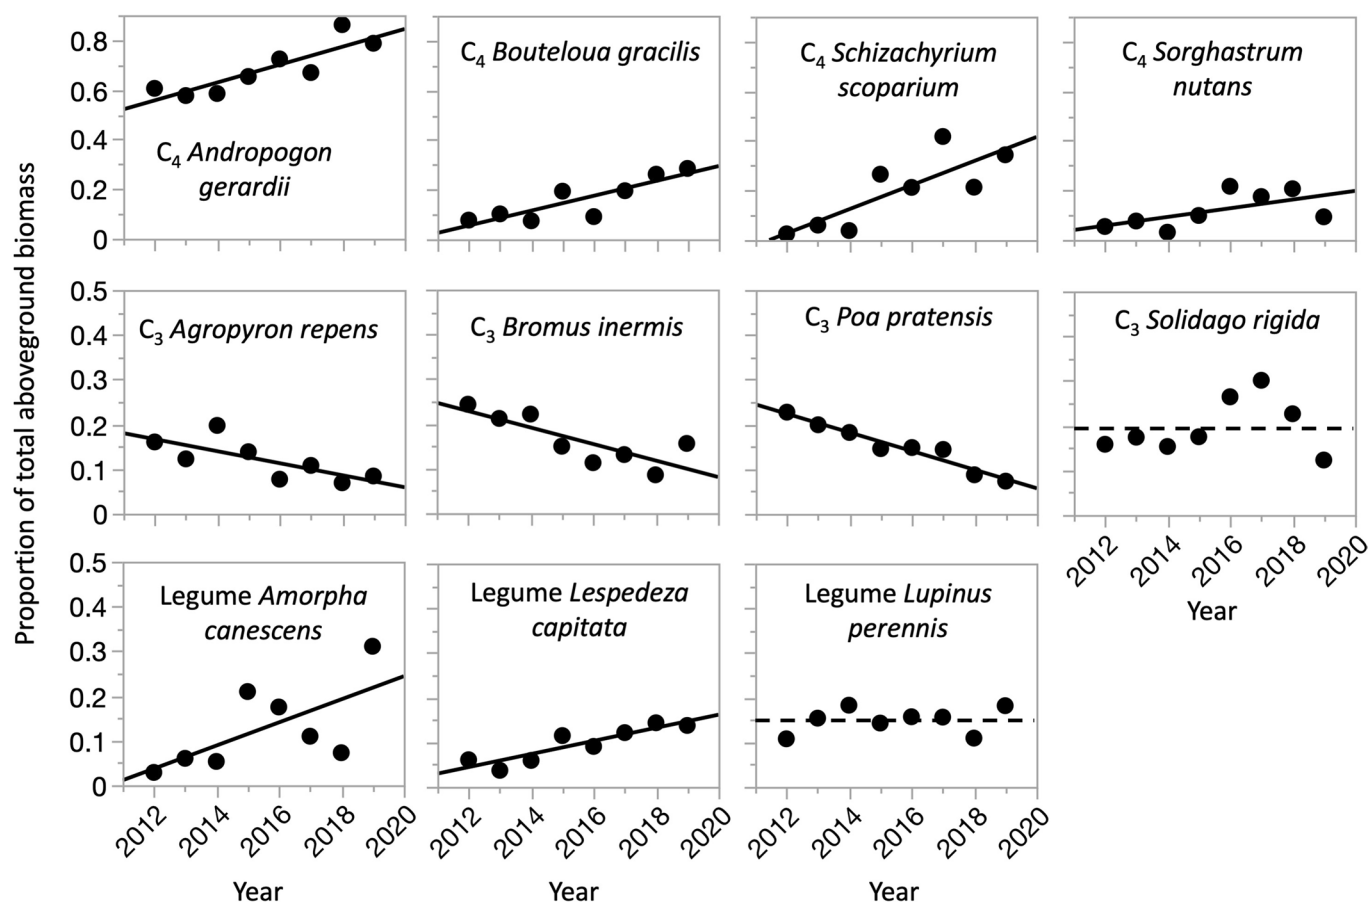 Proportion of total aboveground biomass
0.8
0.6
0.4
0.2
0
C4 Andropogon
gerardii
C4 Bouteloua gracilis
C4 Schizachyrium
scoparium
C4 Sorghastrum
nutans
0.5
0.4
0.3
0.2
0.1
0
C3 Agropyron repens
C3 Bromus inermis
C3 Poa pratensis
C3 Solidago rigida
2012 2014 2016 2018 2020
Year
0.5
0.4
0.3
0.2
0.1
0
Legume Amorpha
canescens
Legume Lespedeza
capitata
Legume Lupinus
perennis
2012 2014 2016 2018 2020
2012 2014 2016 2018 2020
2012 2014 2016 2018 2020
Year
Year
Year